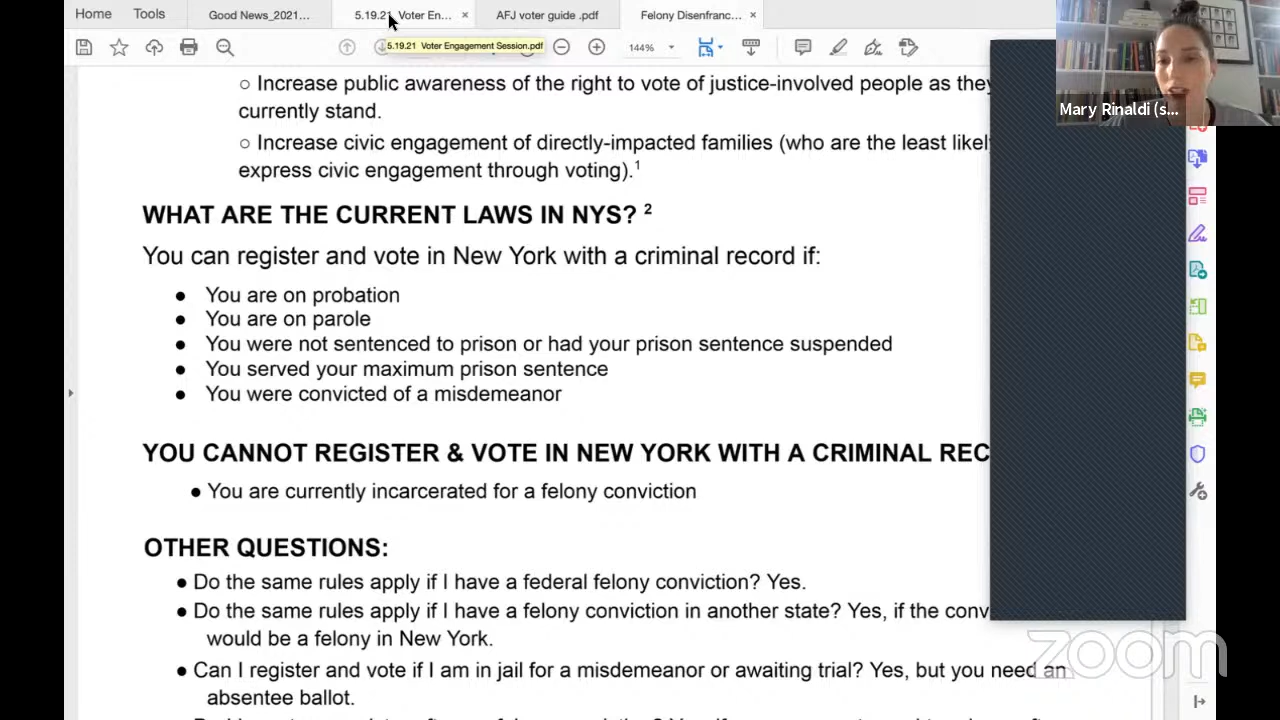 Home Tools Good News_2021... 5.19.21 Voter En... × AFJ voter guide .pdf Felony Disenfranc... ×
5.19.21 Voter Engagement Session.pdf
144%
○ Increase public awareness of the right to vote of justice-involved people as they
currently stand.
○ Increase civic engagement of directly-impacted families (who are the least likel
express civic engagement through voting).1
WHAT ARE THE CURRENT LAWS IN NYS? 2
You can register and vote in New York with a criminal record if:
● You are on probation
● You are on parole
● You were not sentenced to prison or had your prison sentence suspended
● You served your maximum prison sentence
● You were convicted of a misdemeanor
YOU CANNOT REGISTER & VOTE IN NEW YORK WITH A CRIMINAL REC
● You are currently incarcerated for a felony conviction
OTHER QUESTIONS:
● Do the same rules apply if I have a federal felony conviction? Yes.
● Do the same rules apply if I have a felony conviction in another state? Yes, if the conv
would be a felony in New York.
● Can I register and vote if I am in jail for a misdemeanor or awaiting trial? Yes, but you need an
absentee ballot.
Mary Rinaldi (s...
zoom